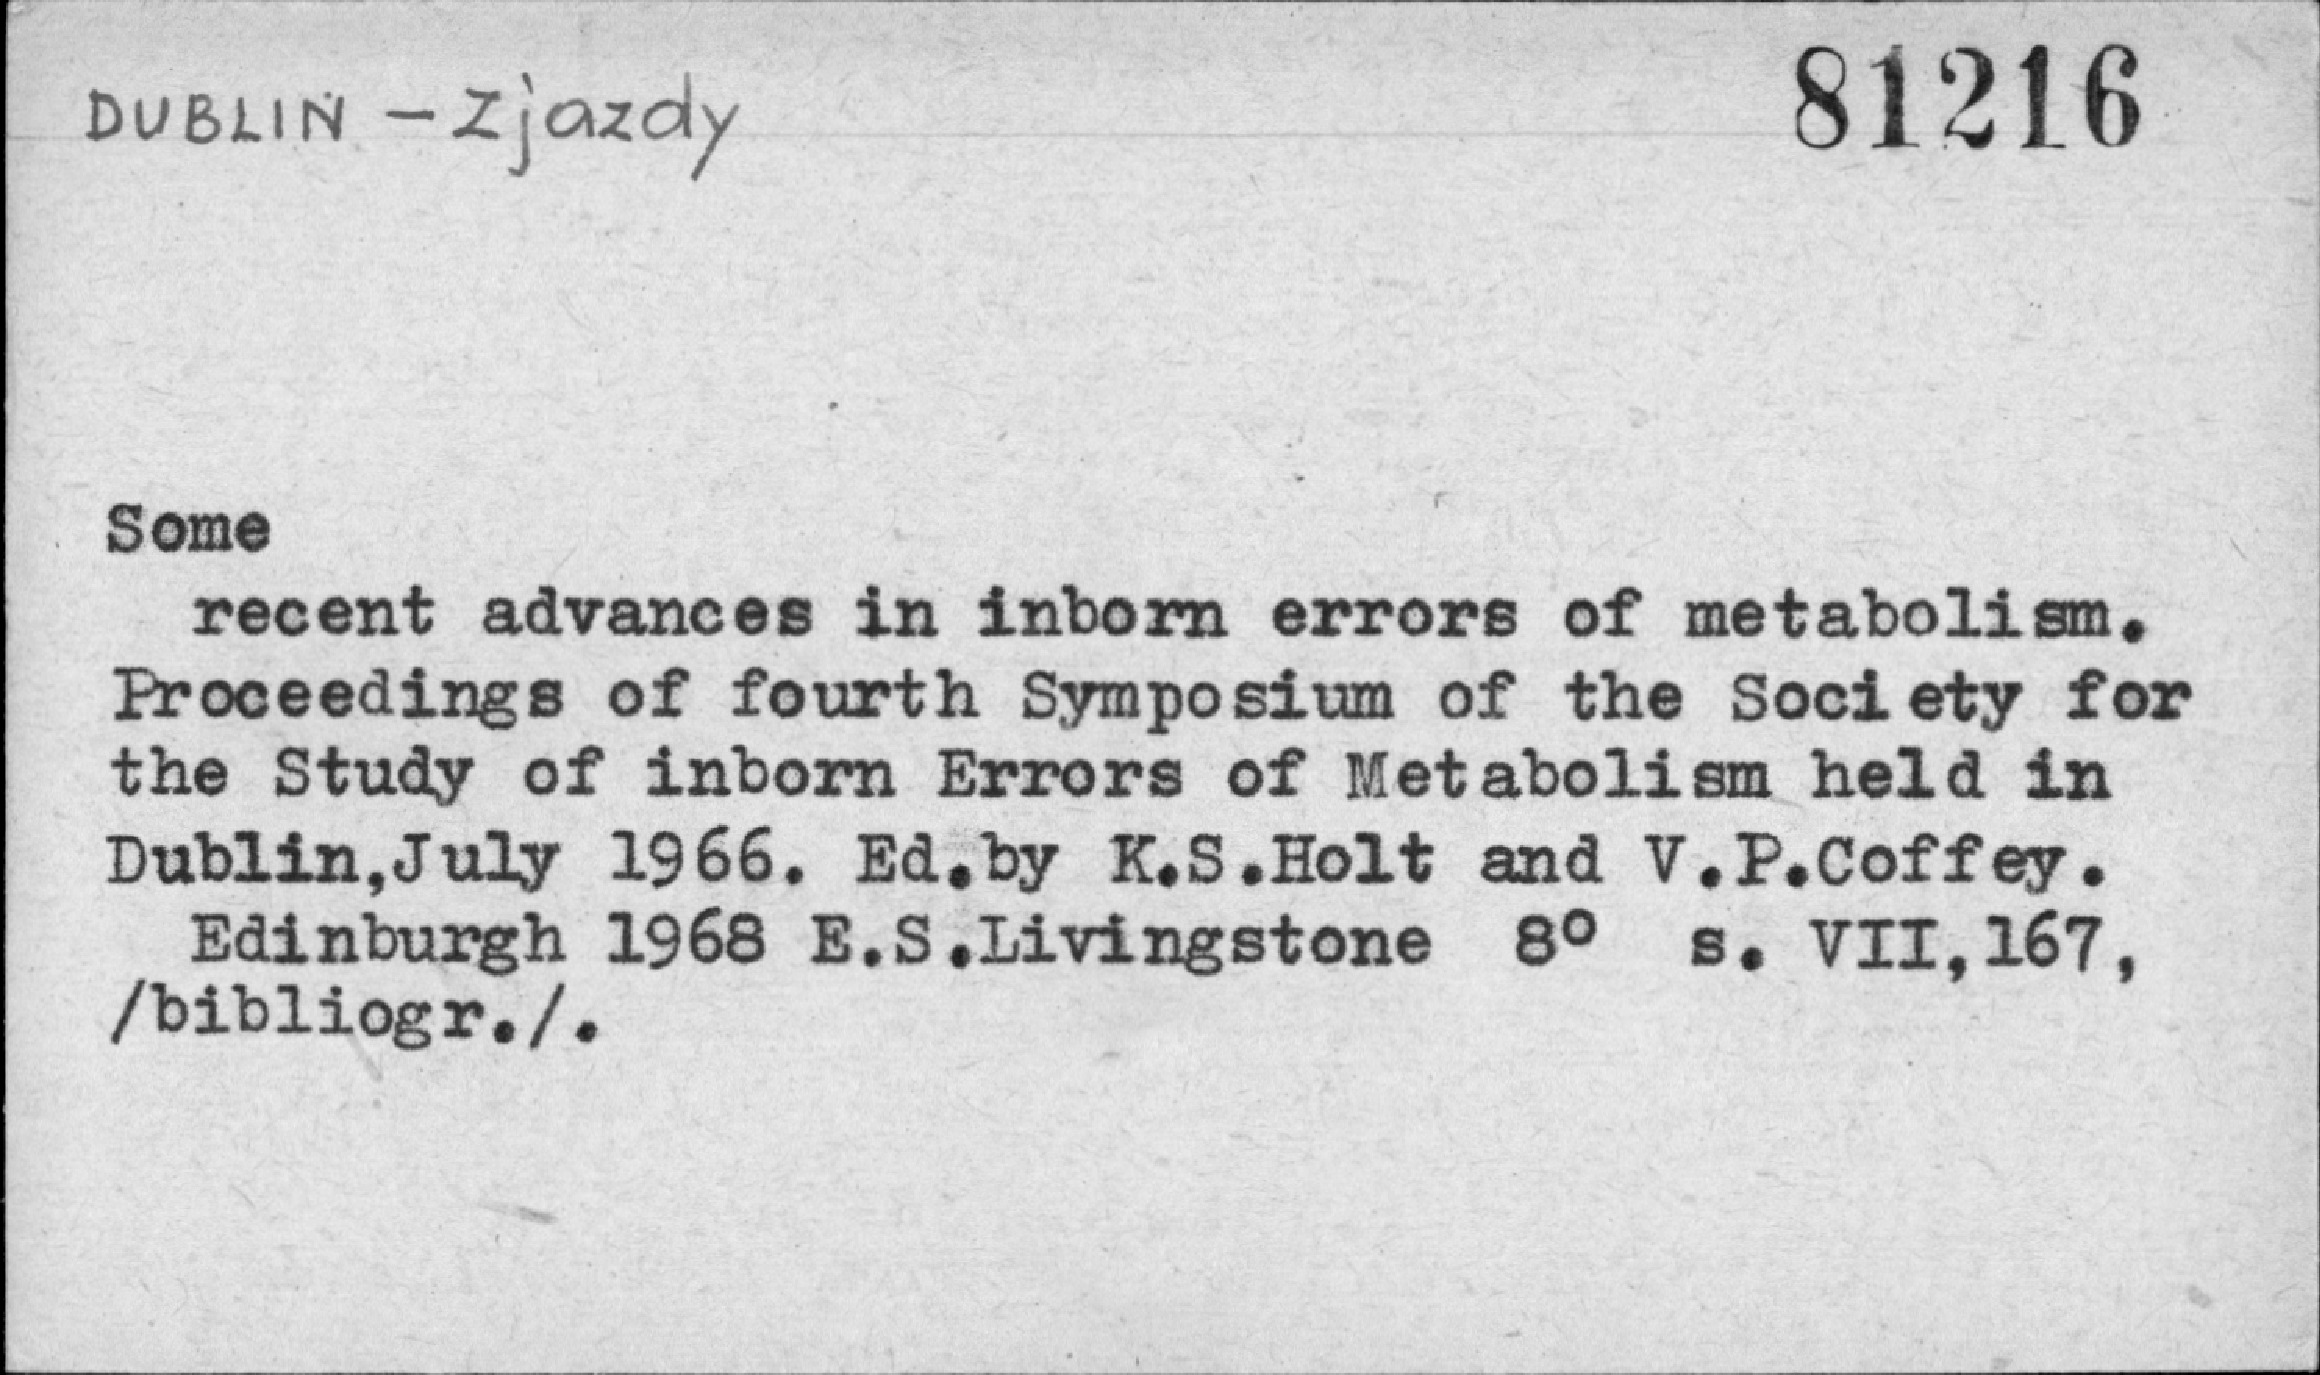 DUBLIN – Zjazdy
81216
Some
recent advances in inborn errors of metabolism.
Proceedings of fourth Symposium of the Society for
the Study of inborn Errors of Metabolism held in
Dublin,July 1966. Ed.by K.S.Holt and V.P.Coffey.
Edinburgh 1968 E.S.Livingstone 8° s. VII,167,
/bibliogr./.